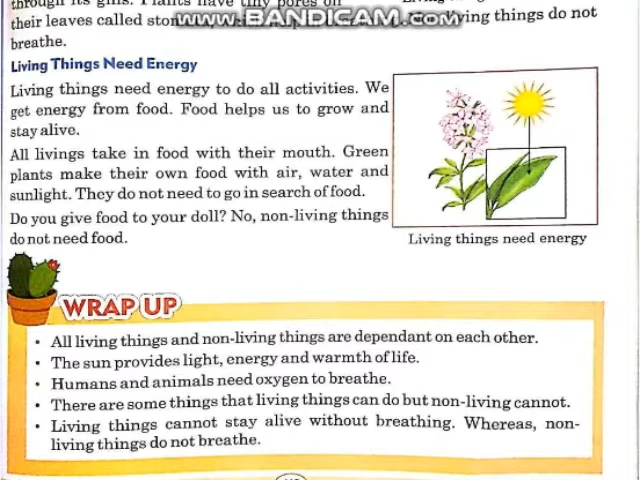 through its gills. Plants have tiny pores on
their leaves called
living things do not
breathe.
www.BANDICAM.com
Living Things Need Energy
Living things need energy to do all activities. We
get energy from food. Food helps us to grow and
stay alive.
All livings take in food with their mouth. Green
plants make their own food with air, water and
sunlight. They do not need to go in search of food.
Do you give food to your doll? No, non-living things
do not need food.
Living things need energy
WRAP UP
• All living things and non-living things are dependant on each other.
• The sun provides light, energy and warmth of life.
• Humans and animals need oxygen to breathe.
• There are some things that living things can do but non-living cannot.
• Living things cannot stay alive without breathing. Whereas, non-
living things do not breathe.